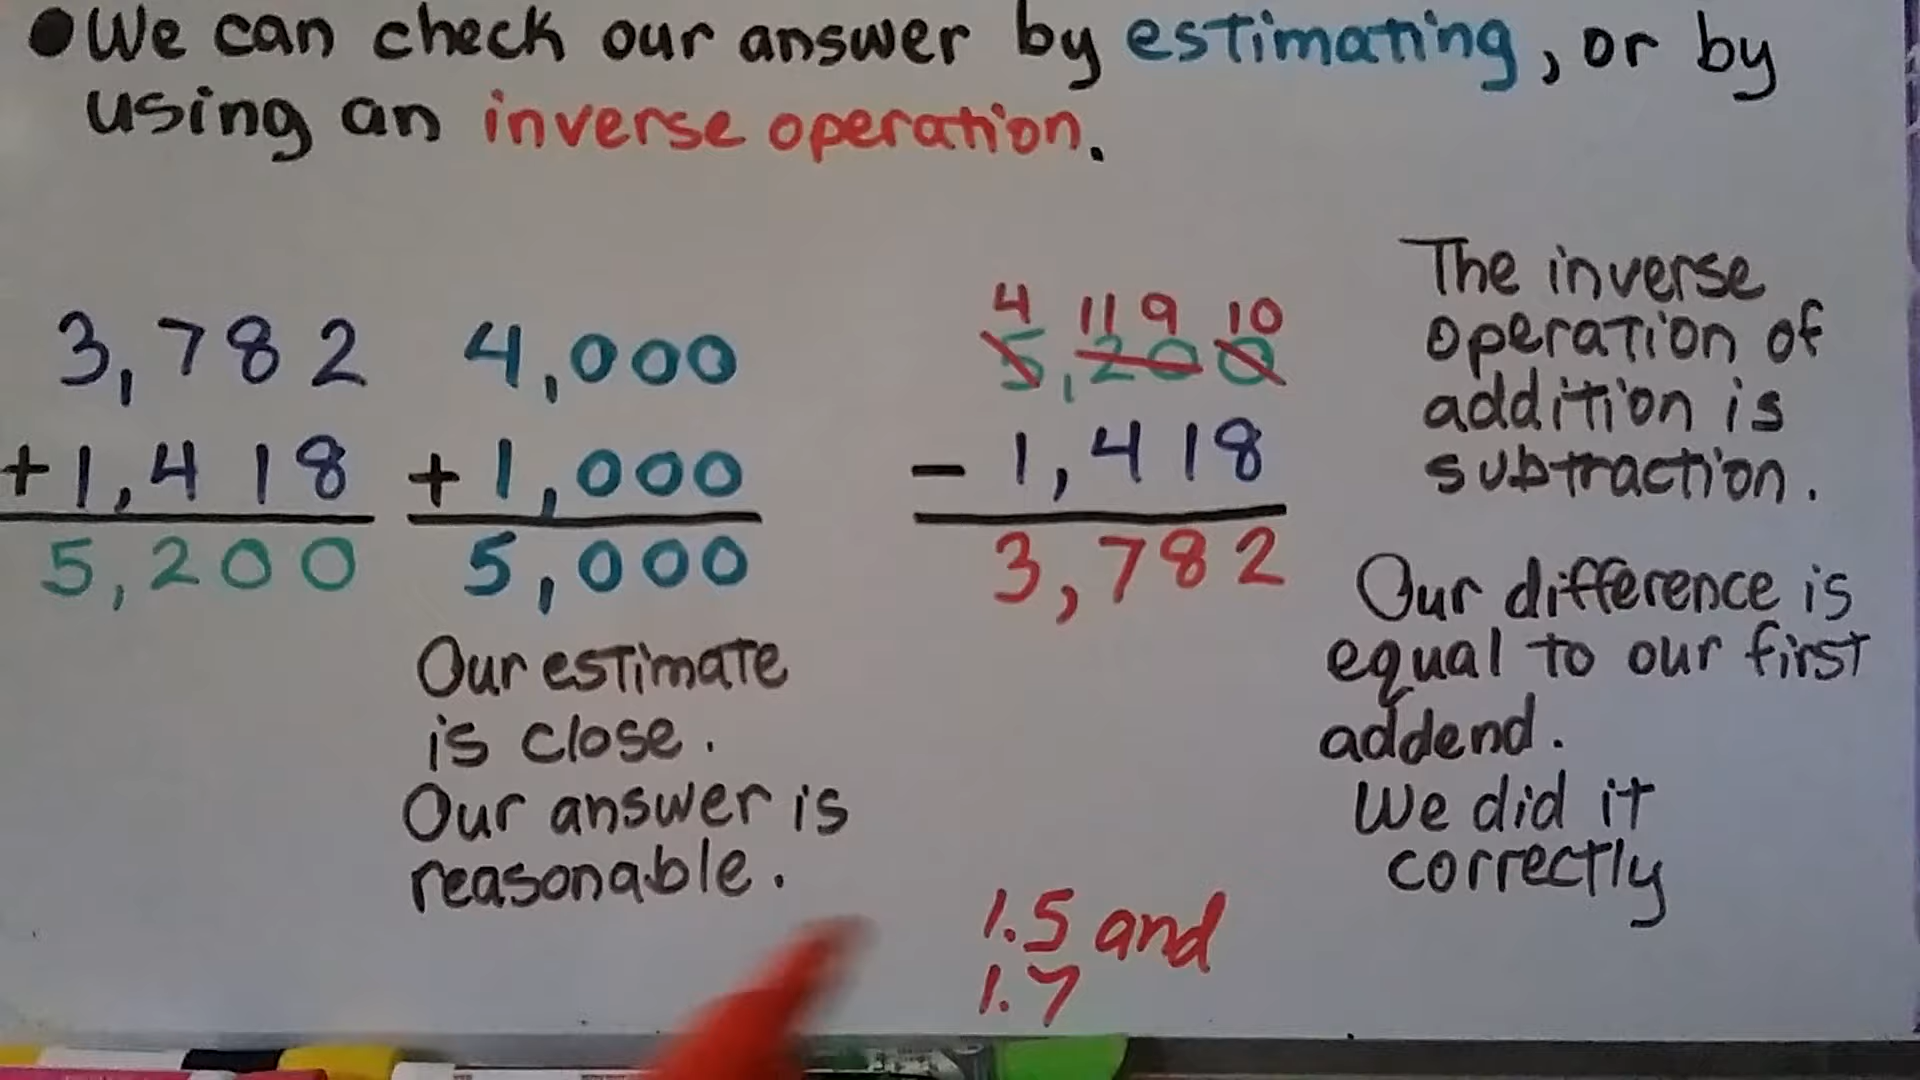 ●We can check our answer by estimating, or by
using an inverse operation.
3,782
+1,418
5,200
4,000
+1,000
5,000
Our estimate
is close.
Our answer is
reasonable.
4 11 9 10
5,200
- 1,418
3,782
1.5 and
1.7
The inverse
operation of
addition is
subtraction.
Our difference is
equal to our first
addend.
We did it
correctly